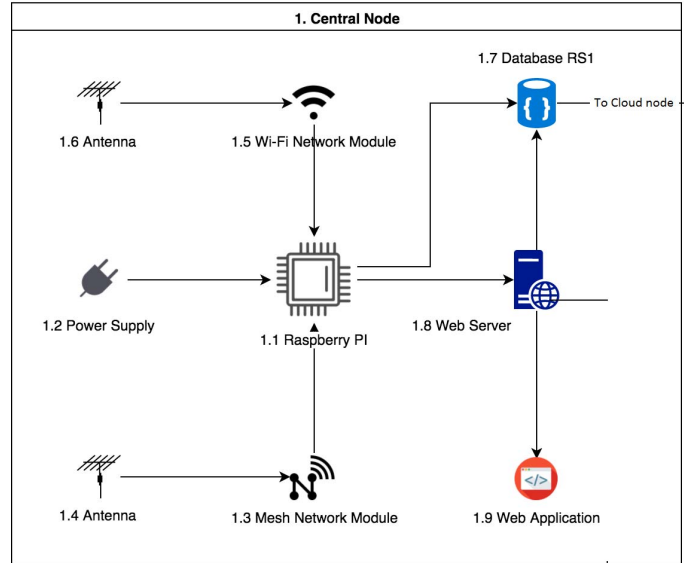 1. Central Node
1.7 Database RS1
To Cloud node
1.6 Antenna
1.5 Wi-Fi Network Module
1.2 Power Supply
1.1 Raspberry PI
1.8 Web Server
1.4 Antenna
1.3 Mesh Network Module
1.9 Web Application